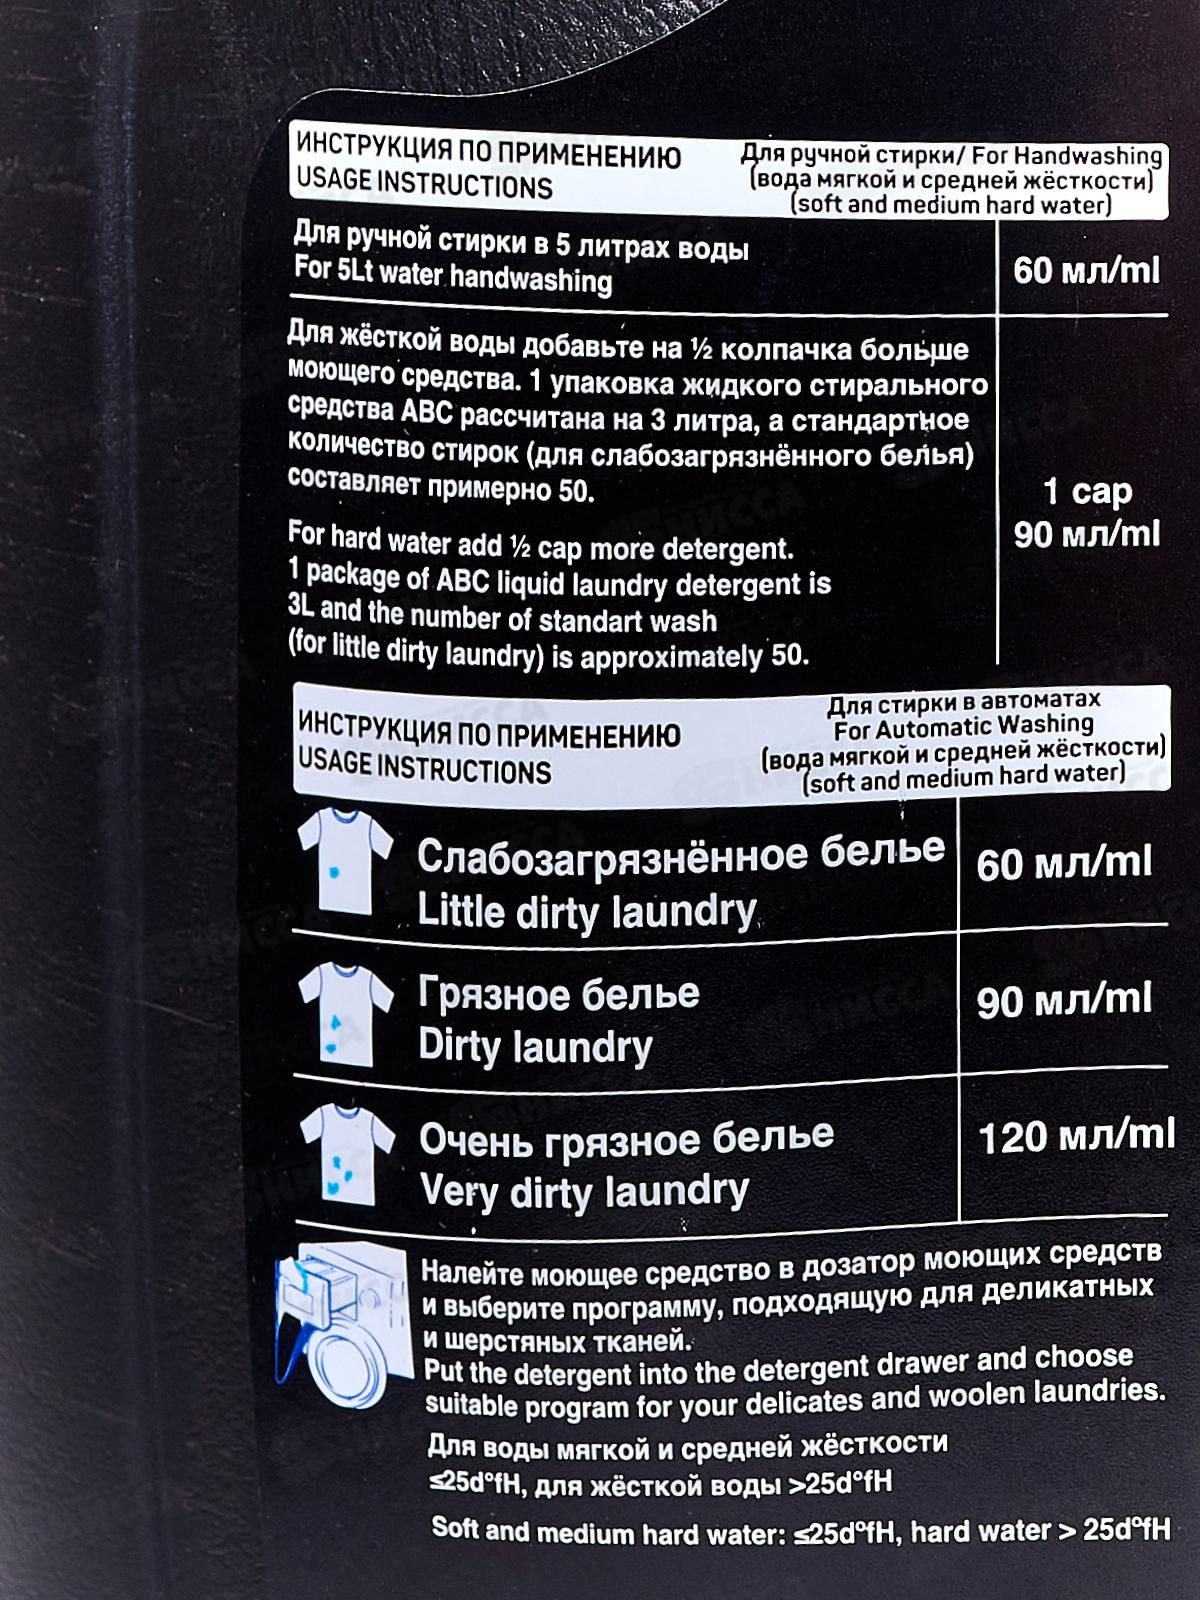 ИНСТРУКЦИЯ ПО ПРИМЕНЕНИЮ
USAGE INSTRUCTIONS
Для ручной стирки/ For Handwashing
(вода мягкой и средней жёсткости)
(soft and medium hard water)
Для ручной стирки в 5 литрах воды
For 5Lt water handwashing
60 мл/ml
Для жёсткой воды добавьте на ½ колпачка больше
моющего средства. 1 упаковка жидкого стирального
средства ABC рассчитана на 3 литра, а стандартное
количество стирок (для слабозагрязнённого белья)
составляет примерно 50.
For hard water add ½ cap more detergent.
1 package of ABC liquid laundry detergent is
3L and the number of standart wash
(for little dirty laundry) is approximately 50.
1 cap
90 мл/ml
ИНСТРУКЦИЯ ПО ПРИМЕНЕНИЮ
USAGE INSTRUCTIONS
Для стирки в автоматах
For Automatic Washing
(вода мягкой и средней жёсткости)
(soft and medium hard water)
Слабозагрязнённое белье
Little dirty laundry
60 мл/ml
Грязное белье
Dirty laundry
90 мл/ml
Очень грязное белье
Very dirty laundry
120 мл/ml
Налейте моющее средство в дозатор моющих средств
и выберите программу, подходящую для деликатных
и шерстяных тканей.
Put the detergent into the detergent drawer and choose
suitable program for your delicates and woolen laundries.
Для воды мягкой и средней жёсткости
≤25d°fH, для жёсткой воды >25d°fH
Soft and medium hard water: ≤25d°fH, hard water > 25d°fH